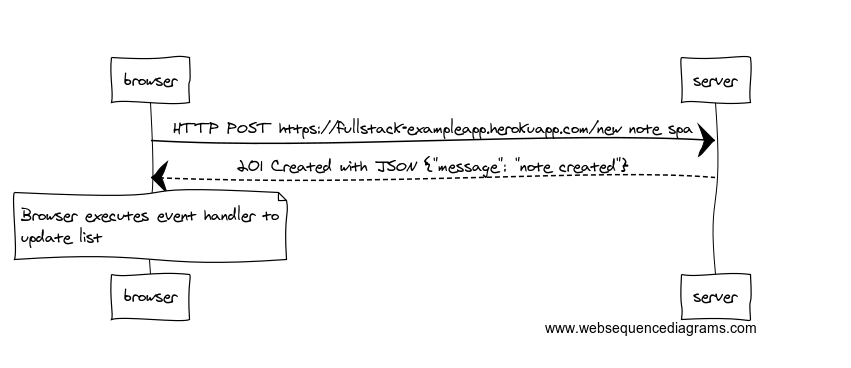 browser
server
HTTP POST https://fullstack-exampleapp.herokuapp.com/new note spa
201 Created with JSON {"message": "note created"}
Browser executes event handler to
update list
browser
server
www.websequencediagrams.com